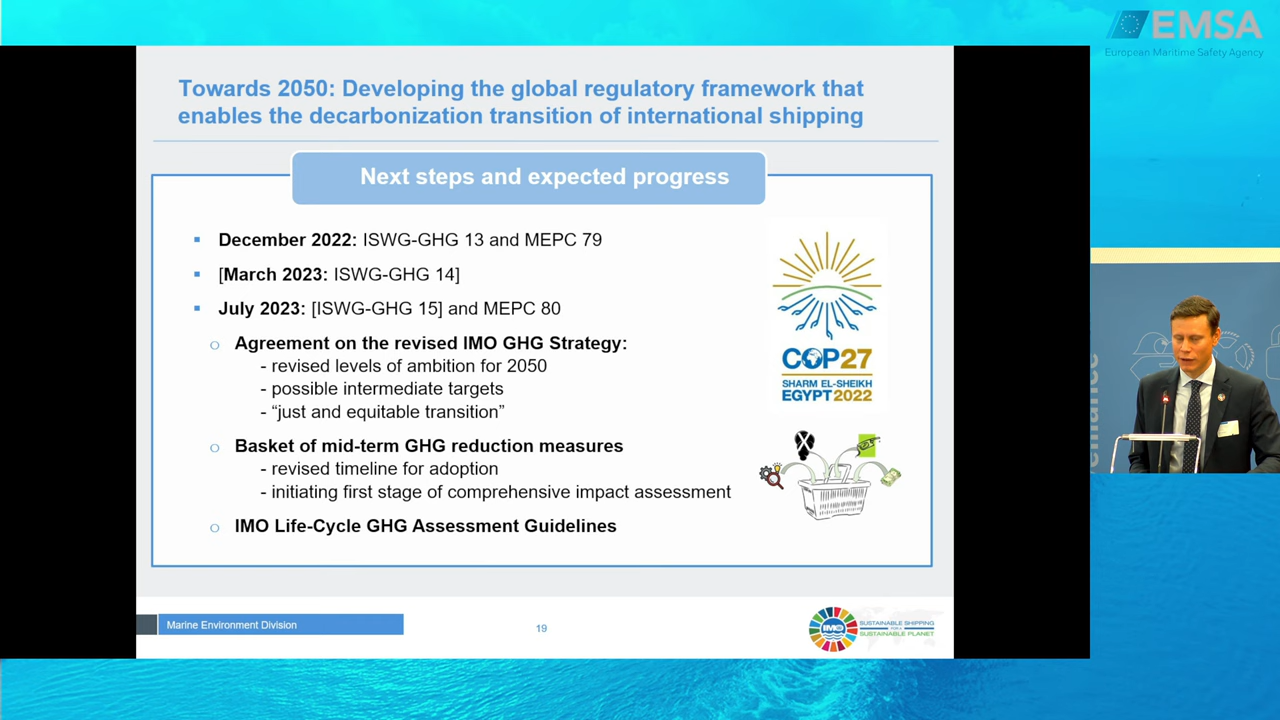 EMSA
European Maritime Safety Agency
Towards 2050: Developing the global regulatory framework that
enables the decarbonization transition of international shipping
Next steps and expected progress
▪ December 2022: ISWG-GHG 13 and MEPC 79
▪ [March 2023: ISWG-GHG 14]
▪ July 2023: [ISWG-GHG 15] and MEPC 80
o Agreement on the revised IMO GHG Strategy:
- revised levels of ambition for 2050
- possible intermediate targets
- “just and equitable transition”
o Basket of mid-term GHG reduction measures
- revised timeline for adoption
- initiating first stage of comprehensive impact assessment
o IMO Life-Cycle GHG Assessment Guidelines
COP27
SHARM EL-SHEIKH
EGYPT 2022
Marine Environment Division
19
IMO
SUSTAINABLE SHIPPING
FOR A
SUSTAINABLE PLANET